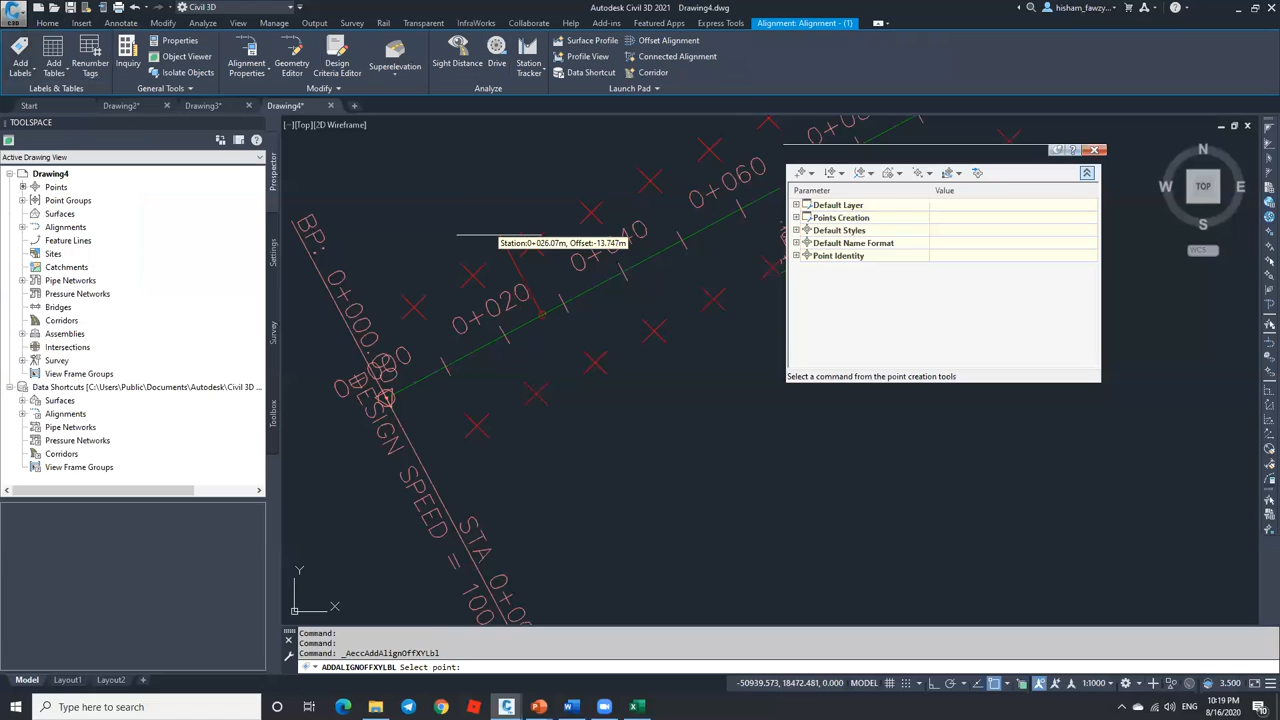 C3D
Civil 3D
Autodesk Civil 3D 2021 Drawing4.dwg
hisham_fawzy...
Home Insert Annotate Modify Analyze View Manage Output Survey Rail Transparent InfraWorks Collaborate Help Add-ins Featured Apps Express Tools Alignment: Alignment - (1)
Add Labels
Add Tables
Renumber Tags
Inquiry
Properties
Object Viewer
Isolate Objects
Alignment Properties
Geometry Editor
Design Criteria Editor
Superelevation
Sight Distance
Drive
Station Tracker
Surface Profile
Profile View
Data Shortcut
Offset Alignment
Connected Alignment
Corridor
Labels & Tables
General Tools
Modify
Analyze
Launch Pad
Start Drawing2* Drawing3* Drawing4*
TOOLSPACE
Active Drawing View
Drawing4
Points
Point Groups
Surfaces
Alignments
Feature Lines
Sites
Catchments
Pipe Networks
Pressure Networks
Bridges
Corridors
Assemblies
Intersections
Survey
View Frame Groups
Data Shortcuts [C:\Users\Public\Documents\Autodesk\Civil 3D ...
Surfaces
Alignments
Pipe Networks
Pressure Networks
Corridors
View Frame Groups
Prospector
Settings
Survey
Toolbox
[−][Top][2D Wireframe]
0+060
0+040
0+020
Station:0+026.07m, Offset:-13.747m
BP: 0+000.00
DESIGN SPEED = 100
Parameter Value
Default Layer
Points Creation
Default Styles
Default Name Format
Point Identity
Select a command from the point creation tools
N
W TOP E
S
WCS
Y
X
Command:
Command:
Command: _AeccAddAlignOffXYLbl
ADDALIGNOFFXYLBL Select point:
Model Layout1 Layout2
-50939.573, 18472.481, 0.000 MODEL 1:1000 3.500
Type here to search
10:19 PM
8/16/2020